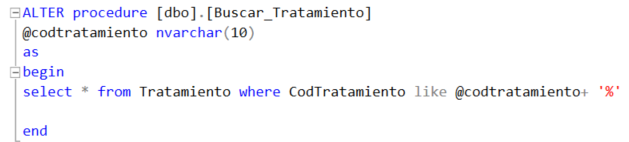 ALTER procedure [dbo].[Buscar_Tratamiento]
@codtratamiento nvarchar(10)
as
begin
select * from Tratamiento where CodTratamiento like @codtratamiento+ '%'
end